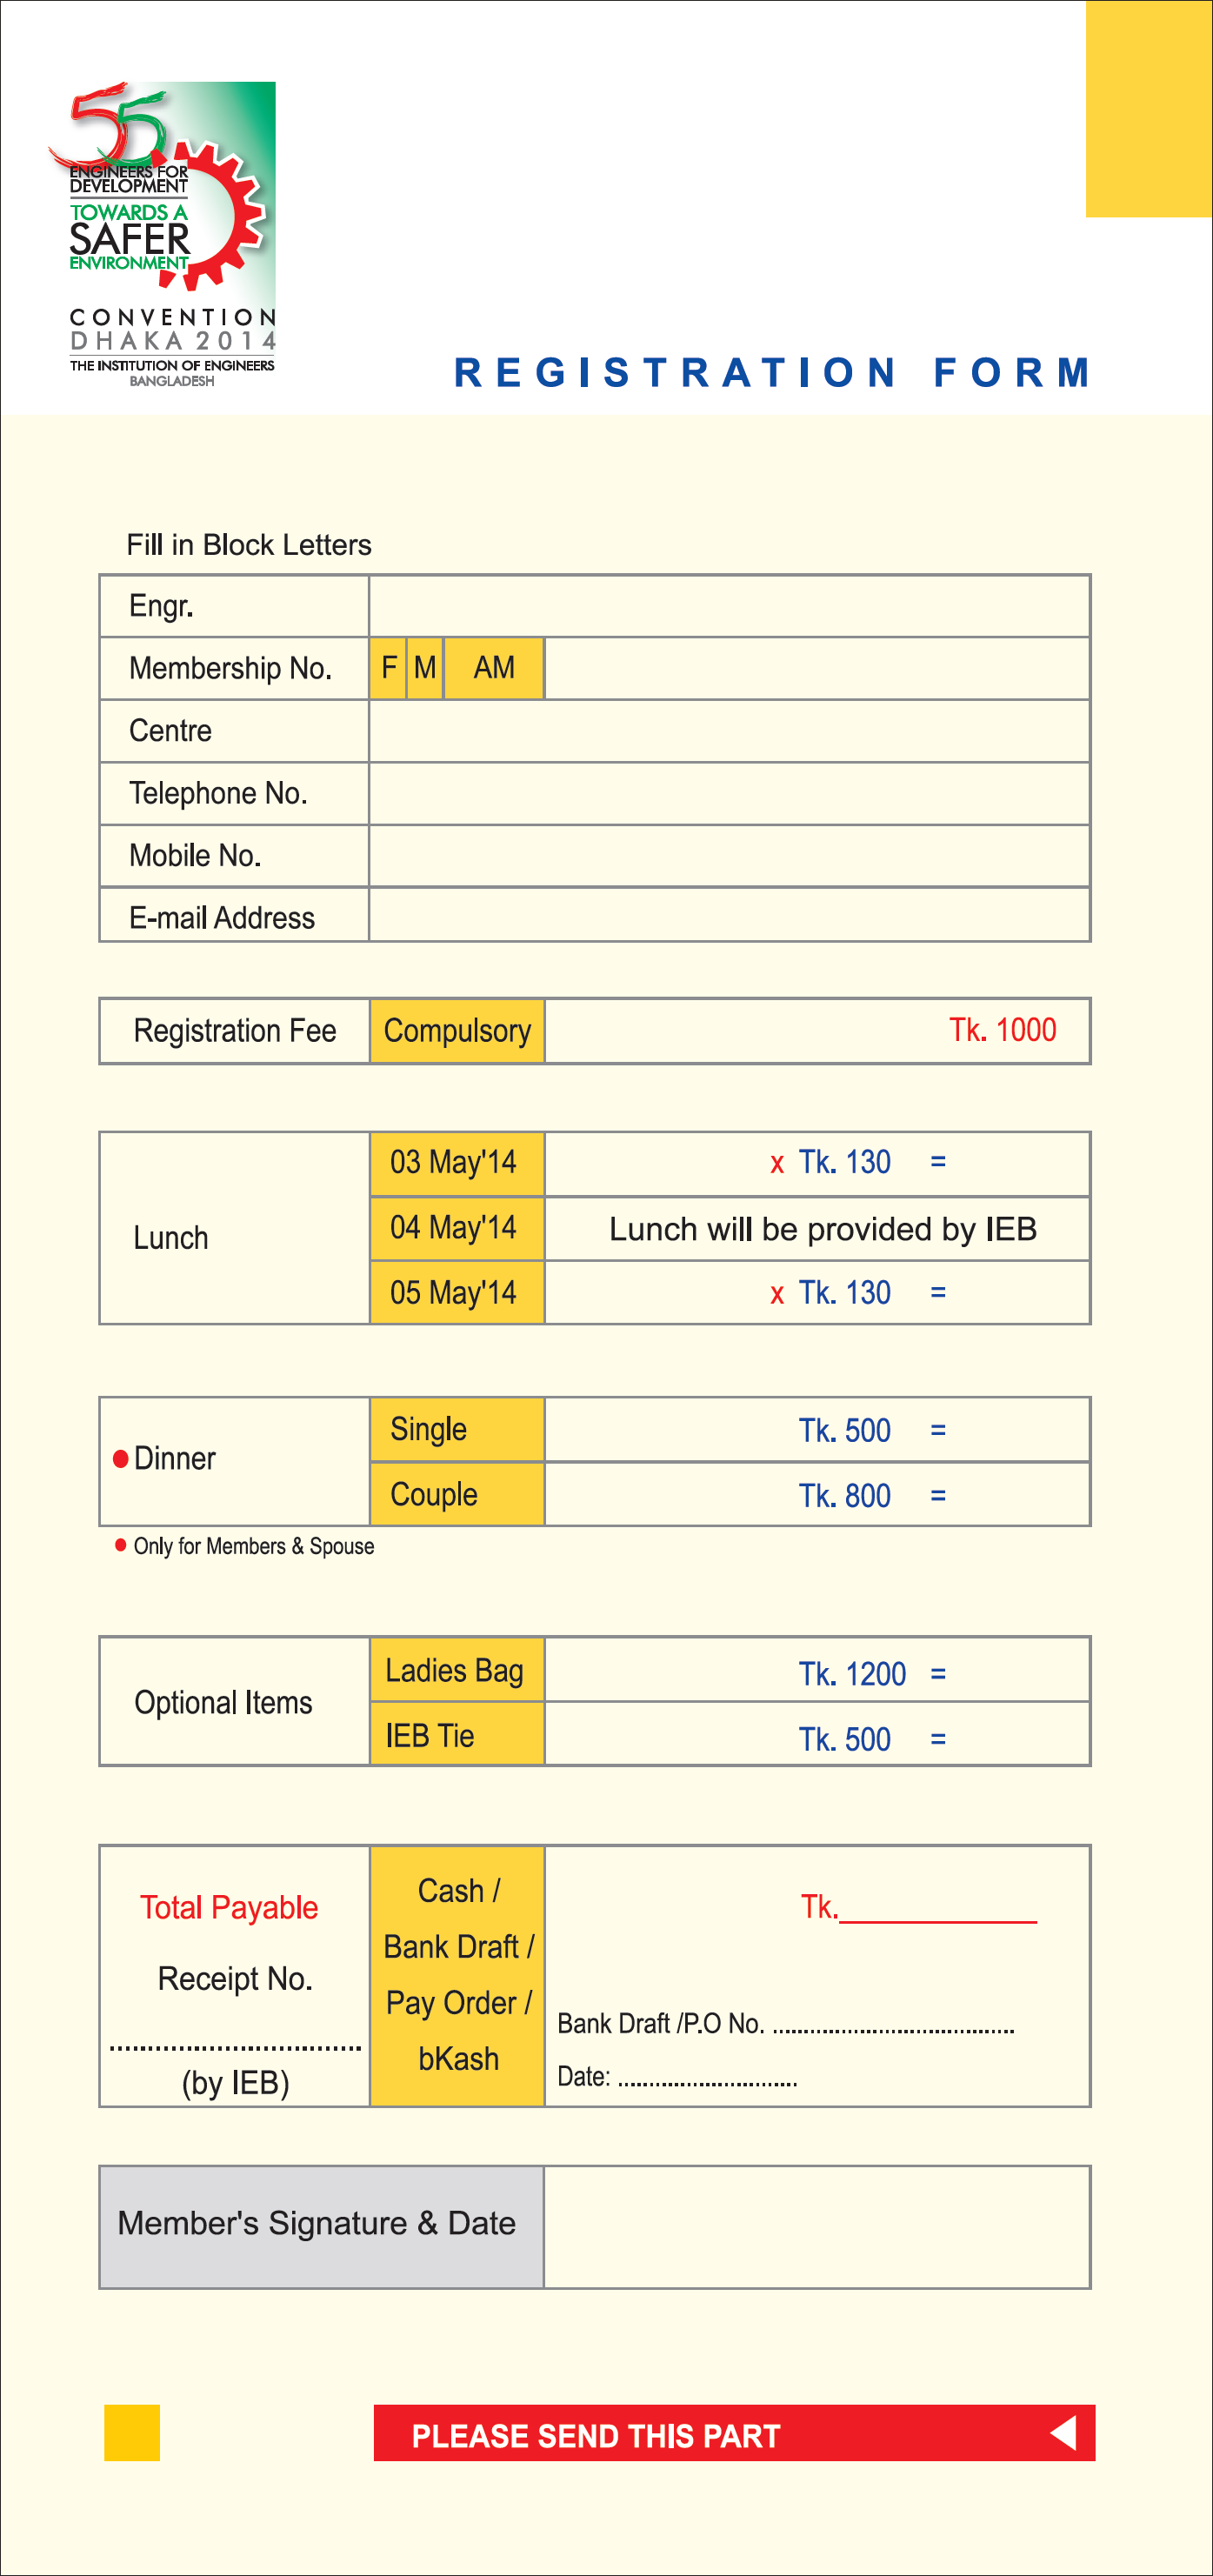 55
ENGINEERS FOR
DEVELOPMENT
TOWARDS A
SAFER
ENVIRONMENT
CONVENTION
DHAKA 2014
THE INSTITUTION OF ENGINEERS
BANGLADESH
REGISTRATION FORM
Fill in Block Letters
Engr.
Membership No. F M AM
Centre
Telephone No.
Mobile No.
E-mail Address
Registration Fee Compulsory Tk. 1000
Lunch
03 May'14 x Tk. 130 =
04 May'14 Lunch will be provided by IEB
05 May'14 x Tk. 130 =
Dinner
Single Tk. 500 =
Couple Tk. 800 =
Only for Members & Spouse
Optional Items
Ladies Bag Tk. 1200 =
IEB Tie Tk. 500 =
Total Payable
Receipt No.
(by IEB)
Cash /
Bank Draft /
Pay Order /
bKash
Tk.
Bank Draft /P.O No.
Date:
Member's Signature & Date
PLEASE SEND THIS PART